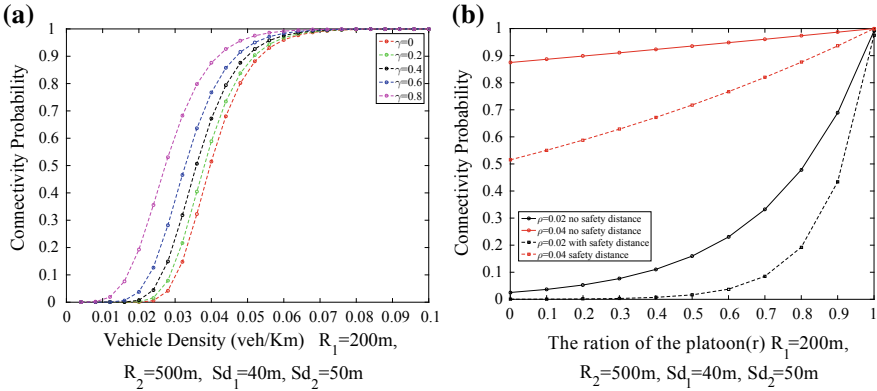 (a)
Connectivity Probability
1
0.9
0.8
0.7
0.6
0.5
0.4
0.3
0.2
0.1
0
γ=0
γ=0.2
γ=0.4
γ=0.6
γ=0.8
0 0.01 0.02 0.03 0.04 0.05 0.06 0.07 0.08 0.09 0.1
Vehicle Density (veh/Km) R1=200m,
R2=500m, Sd1=40m, Sd2=50m
(b)
Connectivity Probability
1
0.9
0.8
0.7
0.6
0.5
0.4
0.3
0.2
0.1
0
ρ=0.02 no safety distance
ρ=0.04 no safety distance
ρ=0.02 with safety distance
ρ=0.04 safety distance
0 0.1 0.2 0.3 0.4 0.5 0.6 0.7 0.8 0.9 1
The ration of the platoon(r) R1=200m,
R2=500m, Sd1=40m, Sd2=50m